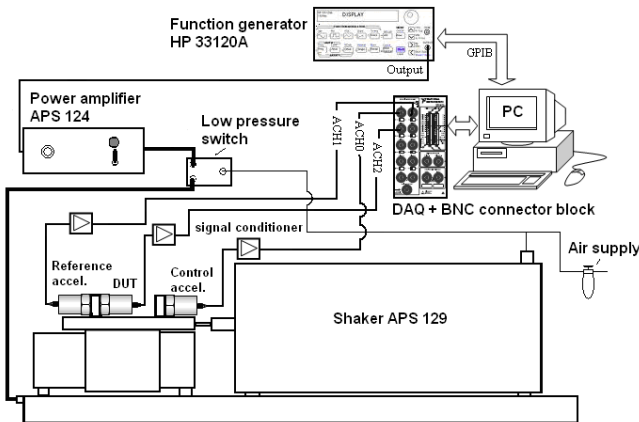 Function generator
HP 33120A
DISPLAY
Output
GPIB
Power amplifier
APS 124
Low pressure
switch
ACH1
ACH0
ACH2
PC
DAQ + BNC connector block
signal conditioner
Air supply
Reference
accel.
DUT
Control
accel.
Shaker APS 129